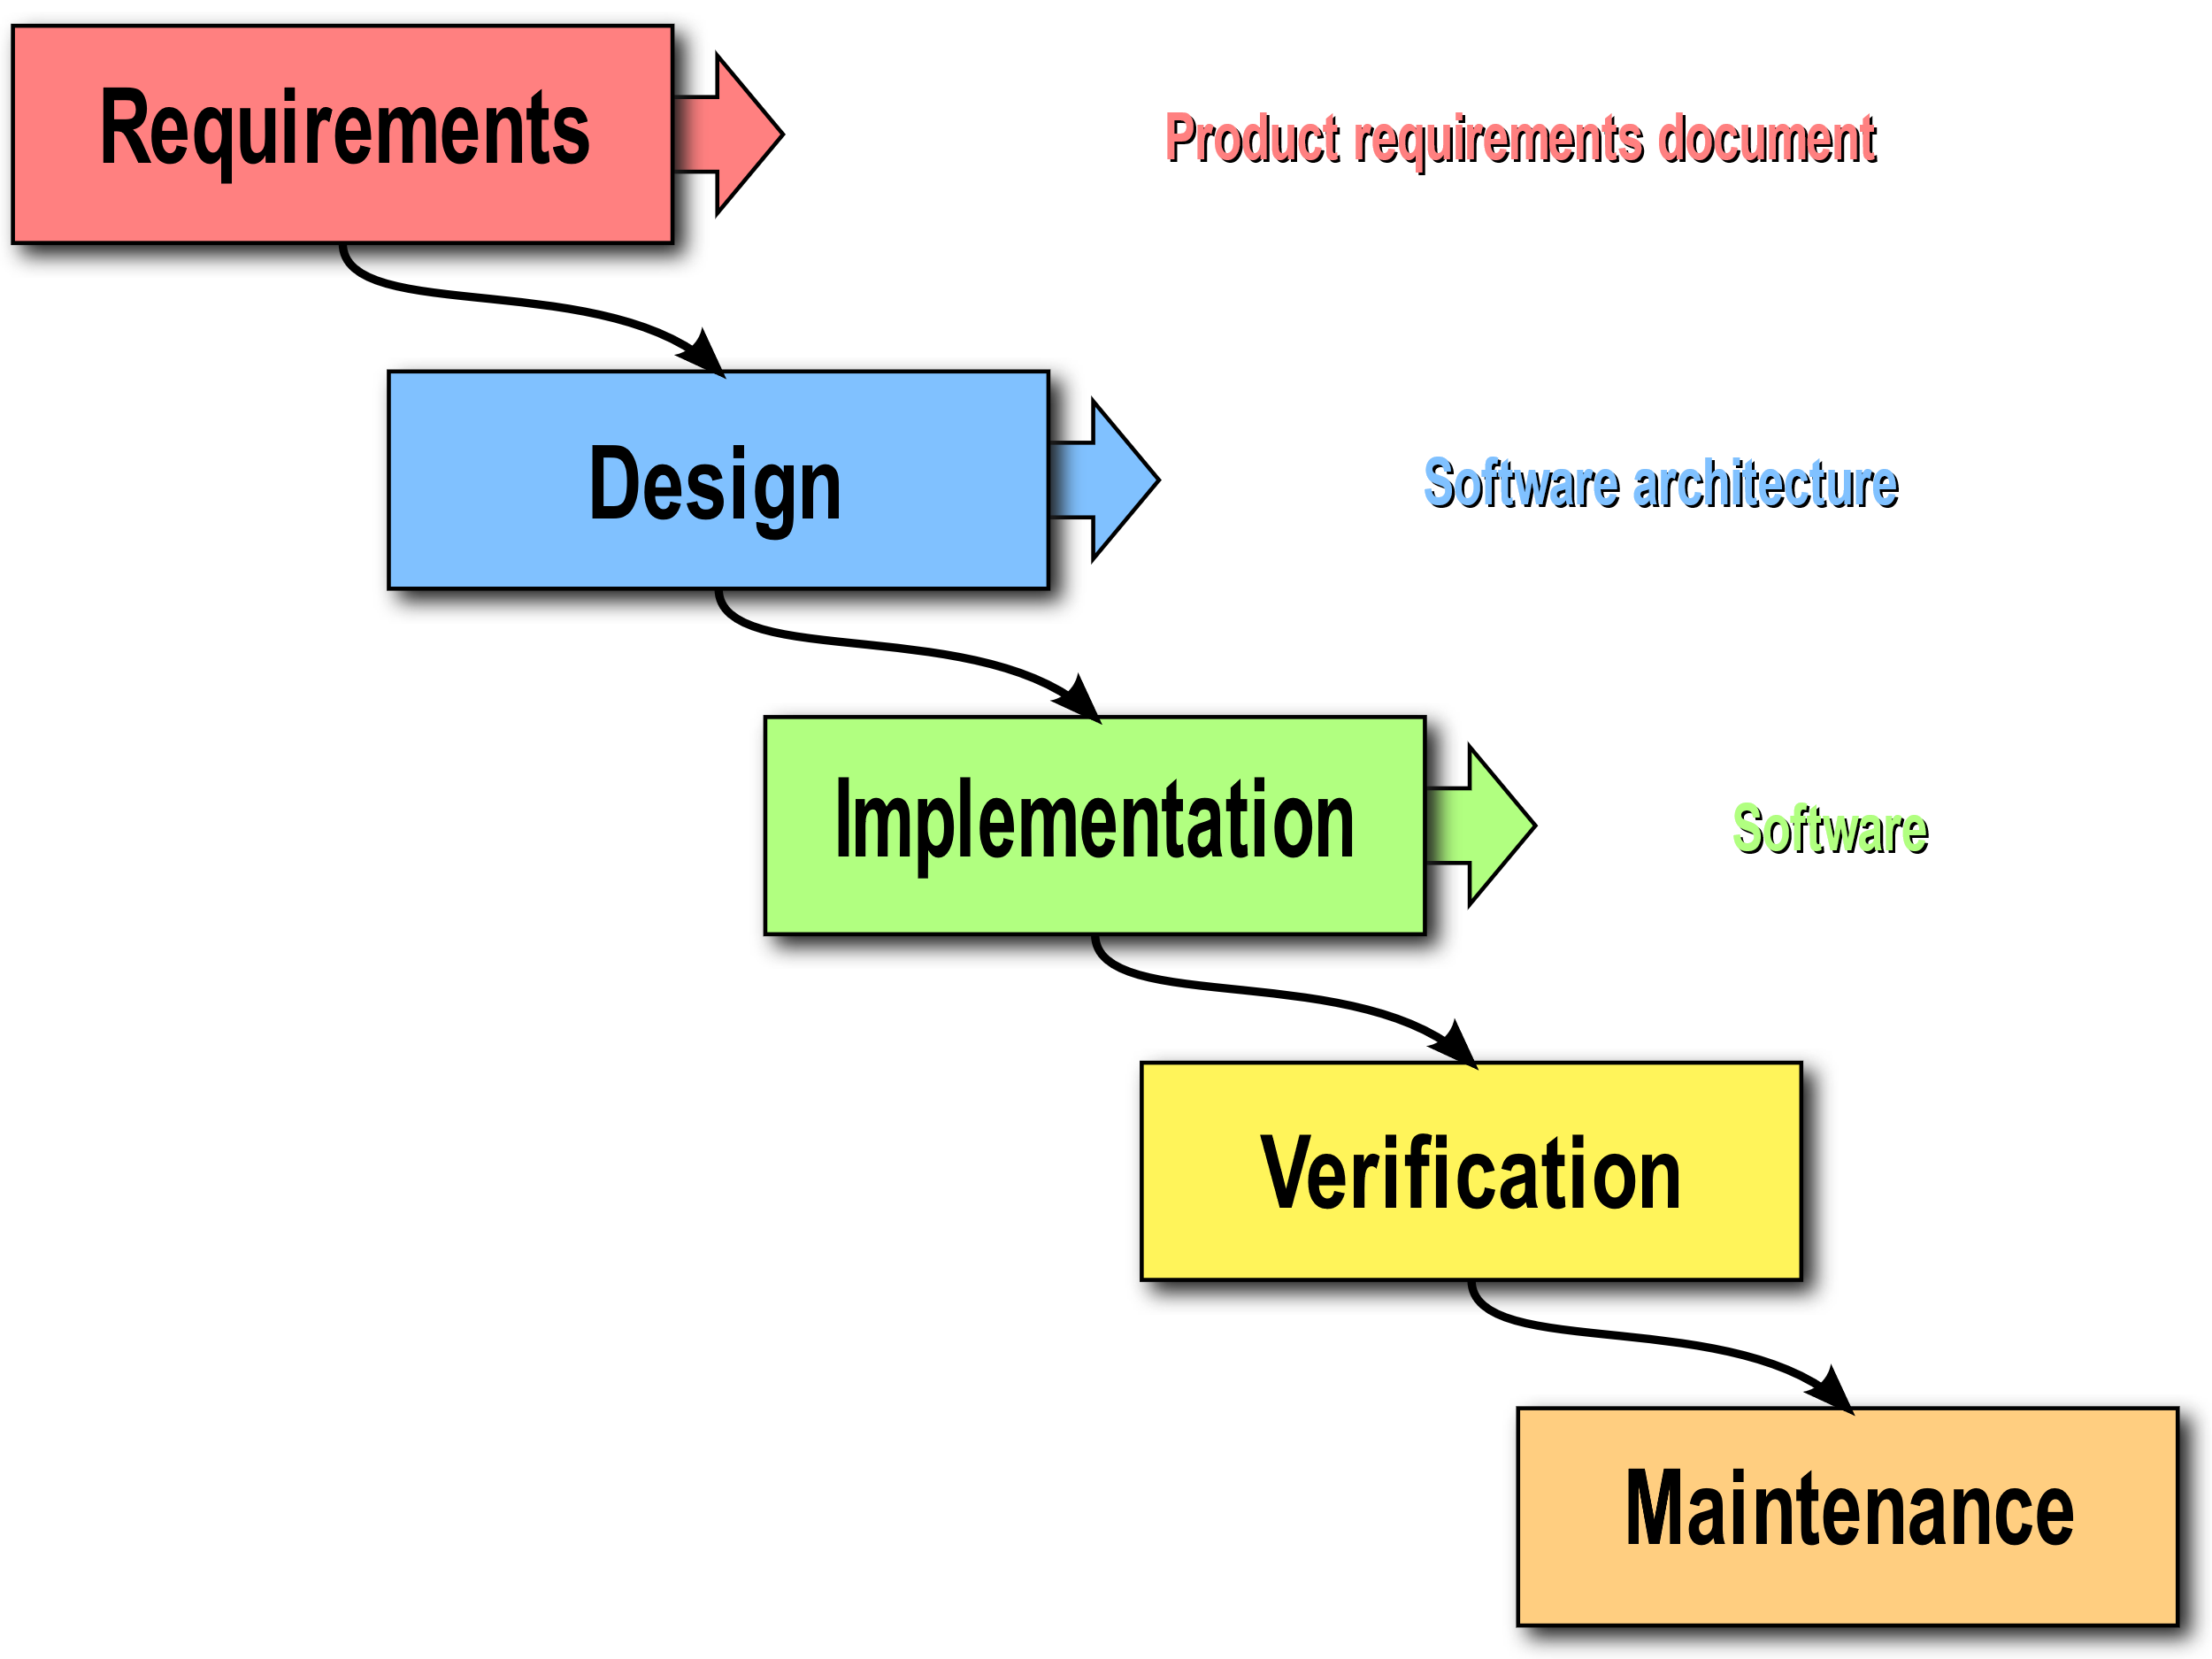 Requirements
Product requirements document
Design
Software architecture
Implementation
Software
Verification
Maintenance